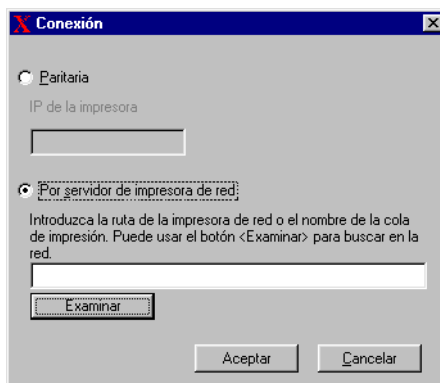 Conexión
Paritaria
IP de la impresora
Por servidor de impresora de red
Introduzca la ruta de la impresora de red o el nombre de la cola
de impresión. Puede usar el botón <Examinar> para buscar en la
red.
Examinar
Aceptar Cancelar